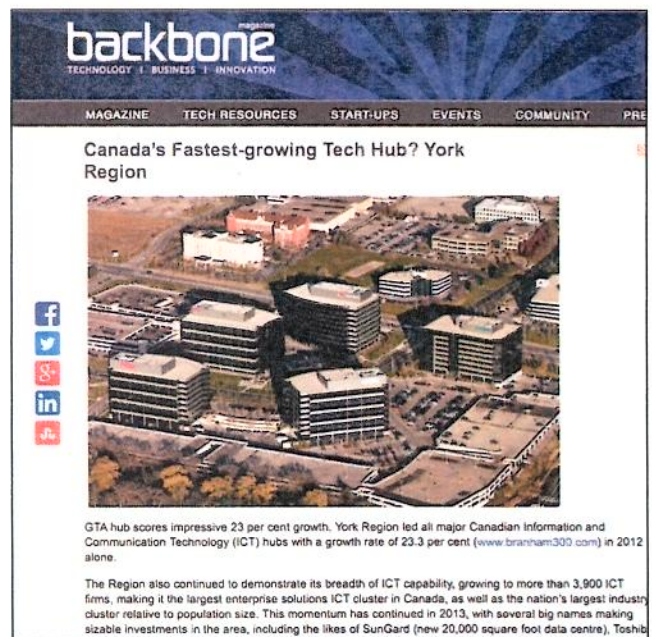 magazine
backbone
TECHNOLOGY | BUSINESS | INNOVATION
MAGAZINE TECH RESOURCES START-UPS EVENTS COMMUNITY PRE
Canada's Fastest-growing Tech Hub? York
Region
GTA hub scores impressive 23 per cent growth. York Region led all major Canadian Information and
Communication Technology (ICT) hubs with a growth rate of 23.3 per cent (www.branham300.com) in 2012
alone.
The Region also continued to demonstrate its breadth of ICT capability, growing to more than 3,900 ICT
firms, making it the largest enterprise solutions ICT cluster in Canada, as well as the nation's largest industry
cluster relative to population size. This momentum has continued in 2013, with several big names making
sizable investments in the area, including the likes of SunGard (new 20,000 square foot data centre), Toshib